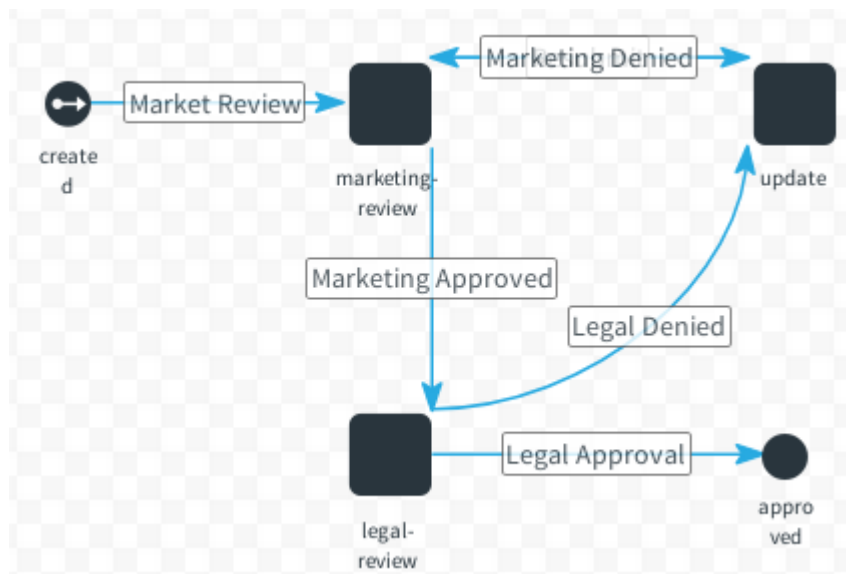 Marketing Denied
Market Review
create
d
marketing-
review
update
Marketing Approved
Legal Denied
Legal Approval
legal-
review
appro
ved